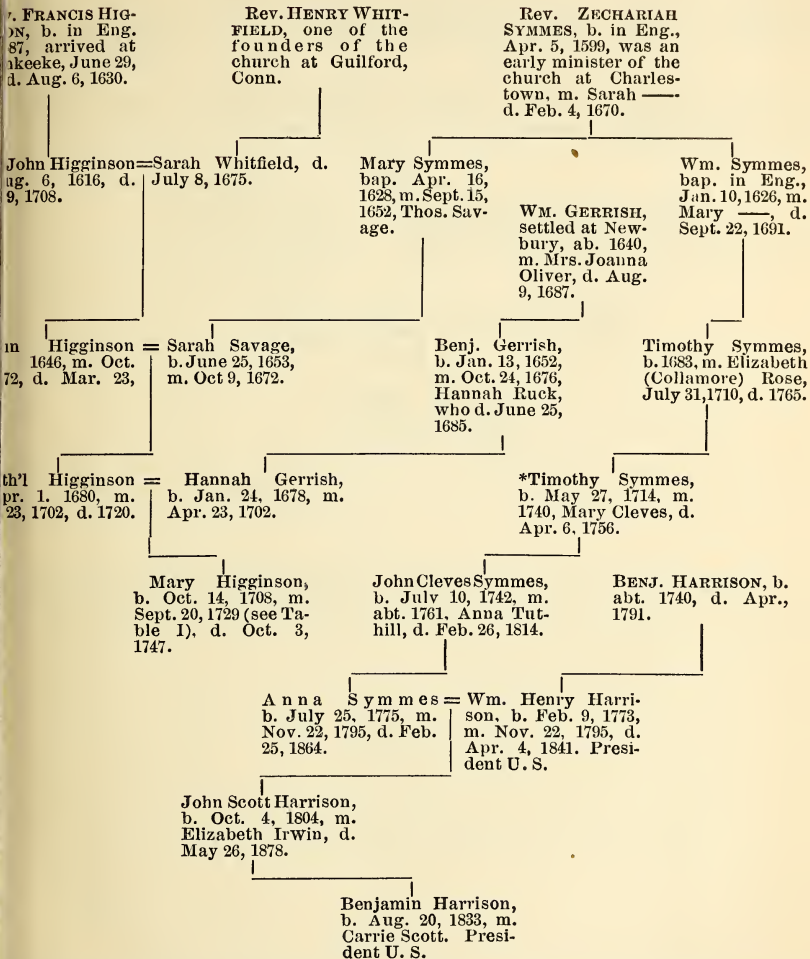 FRANCIS HIG-
b. in Eng.
87, arrived at
June 29,
d. Aug. 6, 1630.
Rev. HENRY WHIT-
FIELD, one of the
founders of the
church at Guilford,
Conn.
Rev. ZECHARIAH
SYMMES, b. in Eng.,
Apr. 5, 1599, was an
early minister of the
church at Charles-
town, m. Sarah ——
d. Feb. 4, 1670.
John Higginson=Sarah Whitfield, d.
6, 1616, d. July 8, 1675.
9, 1708.
Mary Symmes,
bap. Apr. 16,
1628, m. Sept. 15,
1652, Thos. Sav-
age.
WM. GERRISH,
settled at New-
bury, ab. 1640,
m. Mrs. Joanna
Oliver, d. Aug.
9, 1687.
Wm. Symmes,
bap. in Eng.,
Jan. 10, 1626, m.
Mary ——, d.
Sept. 22, 1691.
Higginson = Sarah Savage,
1646, m. Oct. b. June 25, 1653,
72, d. Mar. 23, m. Oct 9, 1672.
Benj. Gerrish,
b. Jan. 13, 1652,
m. Oct. 24, 1676,
Hannah Ruck,
who d. June 25,
1685.
Timothy Symmes,
b. 1683, m. Elizabeth
(Collamore) Rose,
July 31, 1710, d. 1765.
th'l Higginson = Hannah Gerrish,
pr. 1. 1680, m. b. Jan. 24, 1678, m.
23, 1702, d. 1720. Apr. 23, 1702.
*Timothy Symmes,
b. May 27, 1714, m.
1740, Mary Cleves, d.
Apr. 6, 1756.
Mary Higginson,
b. Oct. 14, 1708, m.
Sept. 20, 1729 (see Ta-
ble I), d. Oct. 3,
1747.
John Cleves Symmes,
b. July 10, 1742, m.
abt. 1761, Anna Tut-
hill, d. Feb. 26, 1814.
BENJ. HARRISON, b.
abt. 1740, d. Apr.,
1791.
Anna Symmes = Wm. Henry Harri-
b. July 25, 1775, m. son, b. Feb. 9, 1773,
Nov. 22, 1795, d. Feb. m. Nov. 22, 1795, d.
25, 1864. Apr. 4, 1841. Presi-
dent U. S.
John Scott Harrison,
b. Oct. 4, 1804, m.
Elizabeth Irwin, d.
May 26, 1878.
Benjamin Harrison,
b. Aug. 20, 1833, m.
Carrie Scott. Presi-
dent U. S.